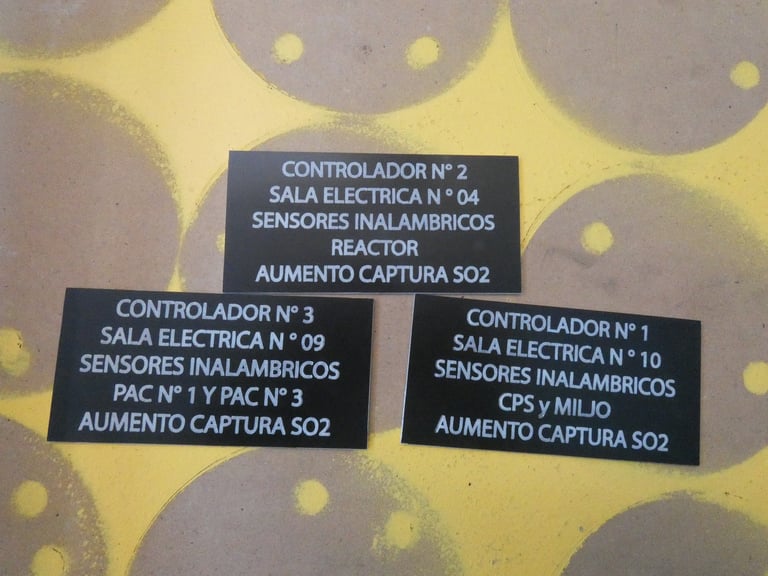 CONTROLADOR N° 2
SALA ELECTRICA N ° 04
SENSORES INALAMBRICOS
REACTOR
AUMENTO CAPTURA SO2
CONTROLADOR N° 3
SALA ELECTRICA N ° 09
SENSORES INALAMBRICOS
PAC N° 1 Y PAC N° 3
AUMENTO CAPTURA SO2
CONTROLADOR N° 1
SALA ELECTRICA N ° 10
SENSORES INALAMBRICOS
CPS y MILJO
AUMENTO CAPTURA SO2